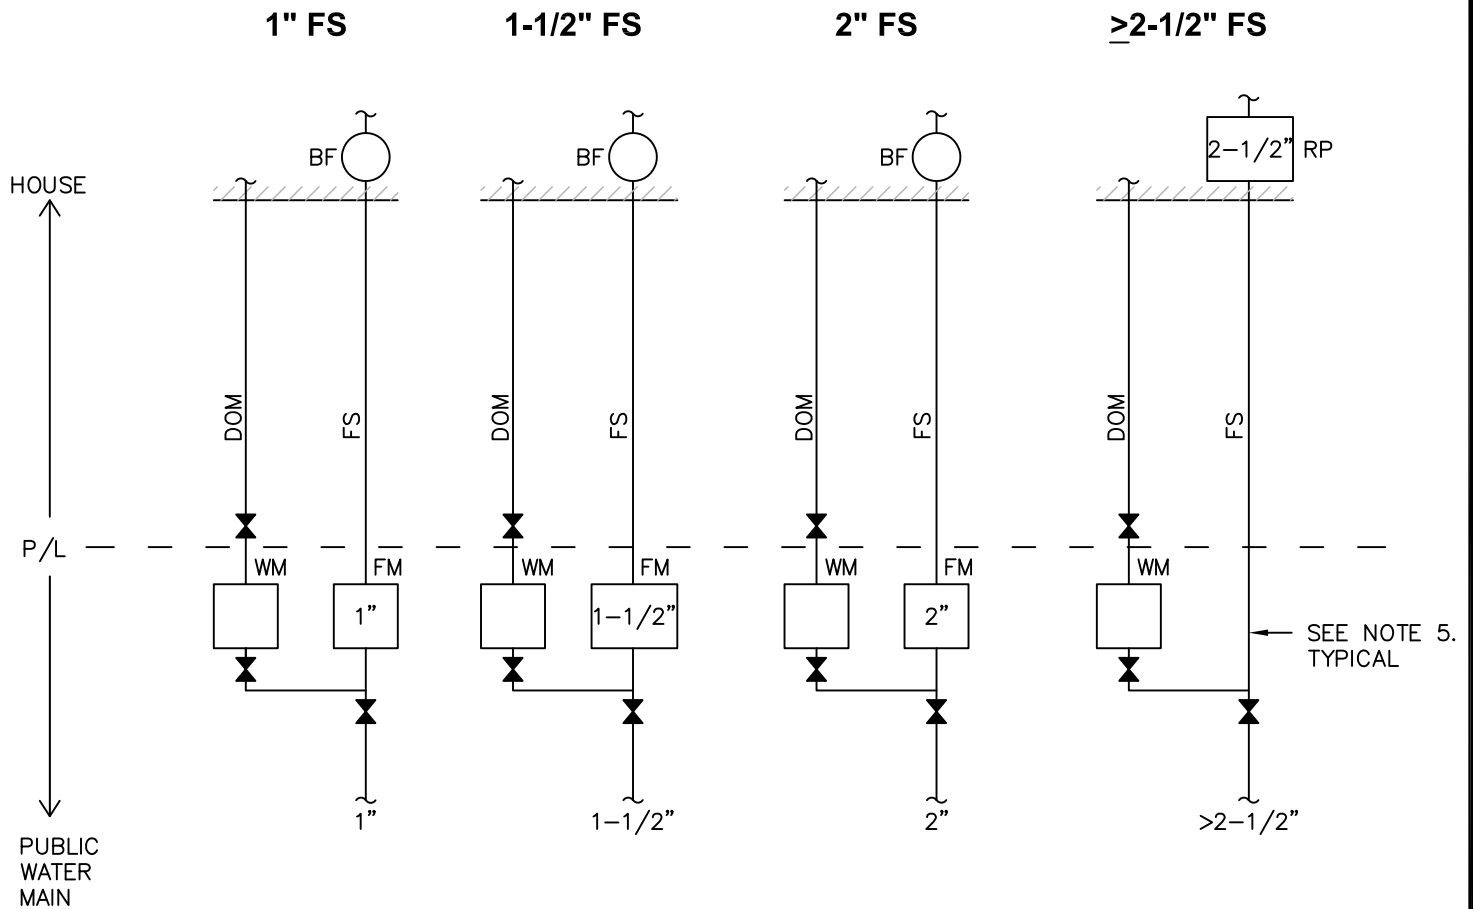 1" FS
1-1/2" FS
2" FS
>2-1/2" FS
BF
BF
BF
2-1/2" RP
HOUSE
DOM
FS
DOM
FS
DOM
FS
DOM
FS
P/L
WM
FM
WM
FM
WM
FM
WM
1"
1-1/2"
2"
SEE NOTE 5.
TYPICAL
1"
1-1/2"
2"
>2-1/2"
PUBLIC
WATER
MAIN